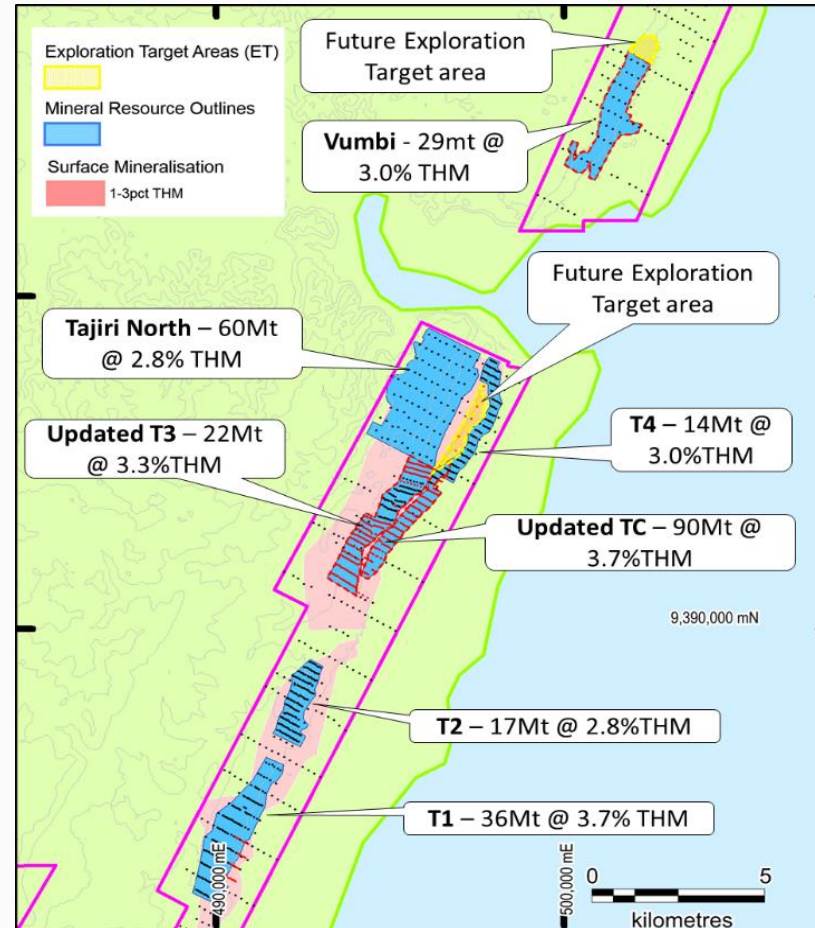 Exploration Target Areas (ET)
Mineral Resource Outlines
Surface Mineralisation
1-3pct THM
Future Exploration
Target area
Vumbi - 29mt @
3.0% THM
Future Exploration
Target area
Tajiri North – 60Mt
@ 2.8% THM
Updated T3 – 22Mt
@ 3.3%THM
T4 – 14Mt @
3.0%THM
Updated TC – 90Mt @
3.7%THM
9,390,000 mN
T2 – 17Mt @ 2.8%THM
T1 – 36Mt @ 3.7% THM
490,000 mE
500,000 mE
0 5
kilometres